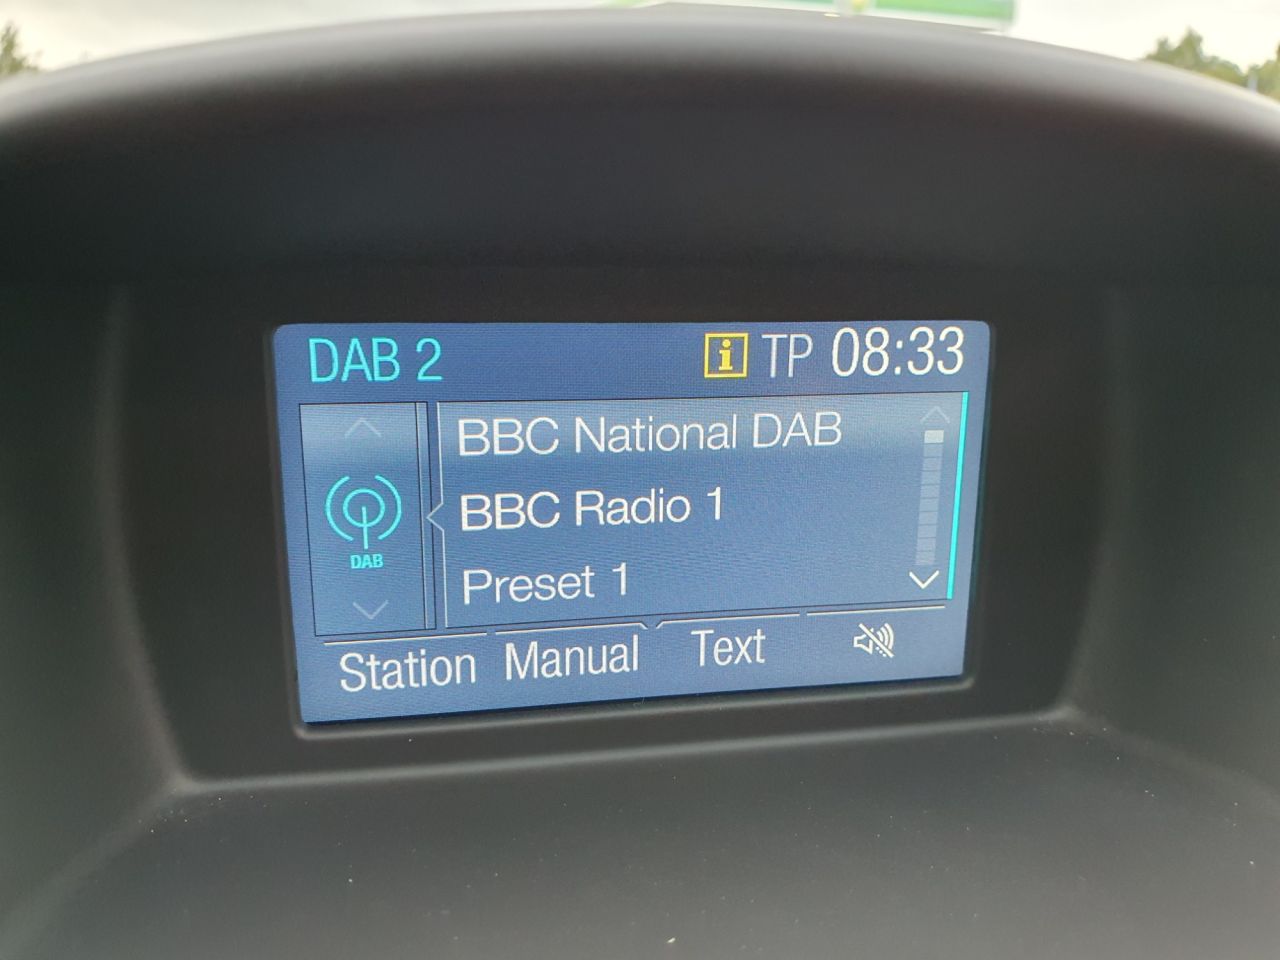 DAB 2 i TP 08:33
BBC National DAB
BBC Radio 1
DAB
Preset 1
Station Manual Text